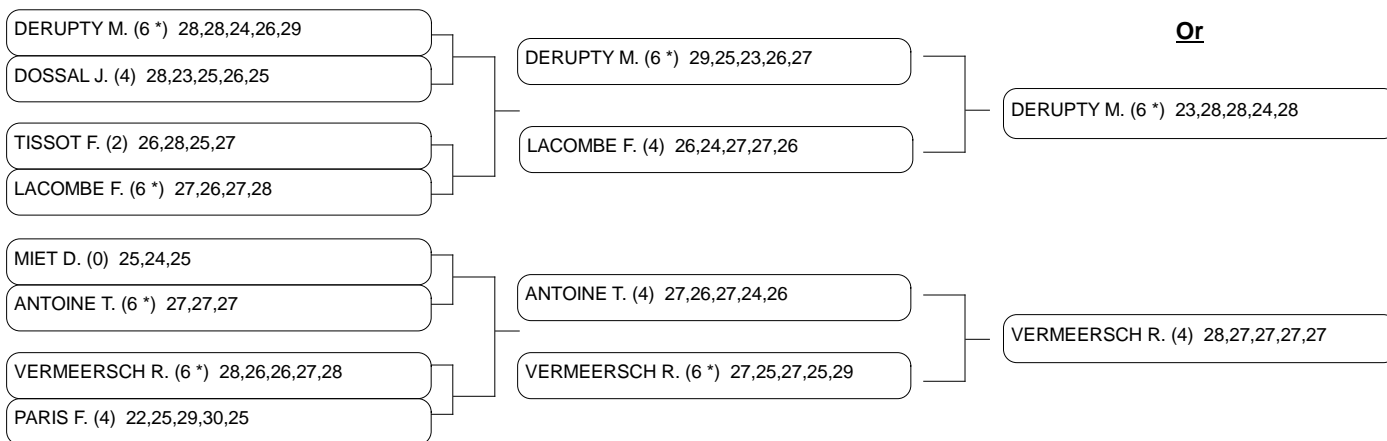 DERUPTY M. (6 *) 28,28,24,26,29
DOSSAL J. (4) 28,23,25,26,25
TISSOT F. (2) 26,28,25,27
LACOMBE F. (6 *) 27,26,27,28
MIET D. (0) 25,24,25
ANTOINE T. (6 *) 27,27,27
VERMEERSCH R. (6 *) 28,26,26,27,28
PARIS F. (4) 22,25,29,30,25
DERUPTY M. (6 *) 29,25,23,26,27
LACOMBE F. (4) 26,24,27,27,26
ANTOINE T. (4) 27,26,27,24,26
VERMEERSCH R. (6 *) 27,25,27,25,29
Or
DERUPTY M. (6 *) 23,28,28,24,28
VERMEERSCH R. (4) 28,27,27,27,27